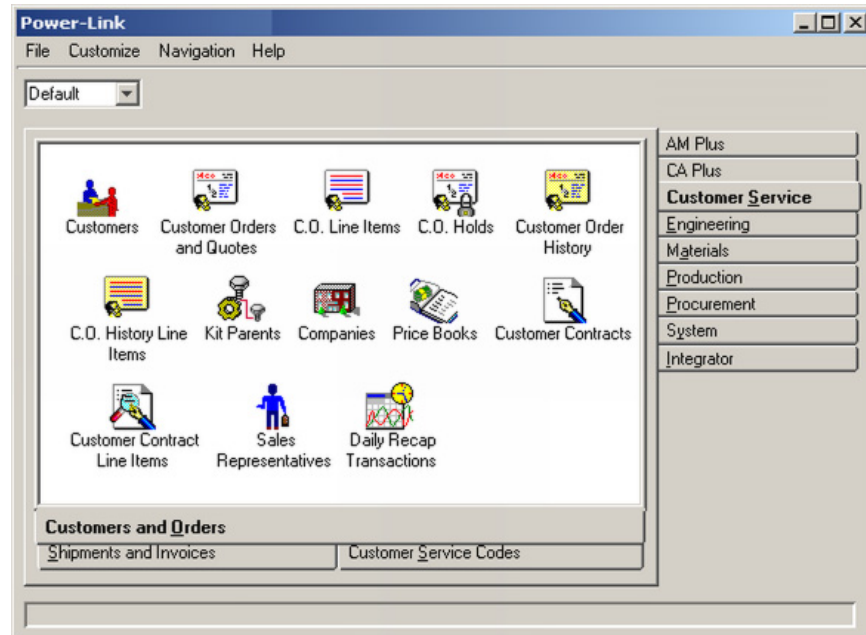 Power-Link
File Customize Navigation Help
Default
Customers
Customer Orders
and Quotes
C.O. Line Items
C.O. Holds
Customer Order
History
C.O. History Line
Items
Kit Parents
Companies
Price Books
Customer Contracts
Customer Contract
Line Items
Sales
Representatives
Daily Recap
Transactions
Customers and Orders
Shipments and Invoices
Customer Service Codes
AM Plus
CA Plus
Customer Service
Engineering
Materials
Production
Procurement
System
Integrator